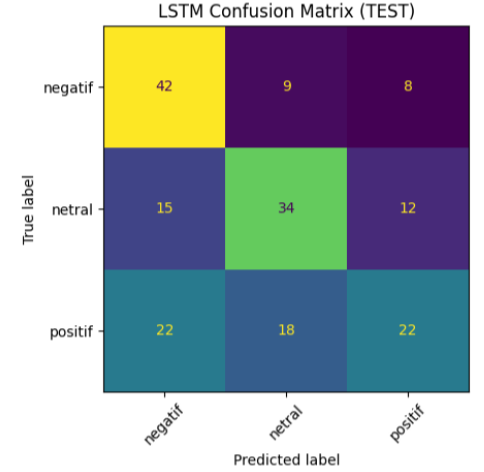 LSTM Confusion Matrix (TEST)
negatif 42 9 8
netral 15 34 12
positif 22 18 22
True label
negatif netral positif
Predicted label